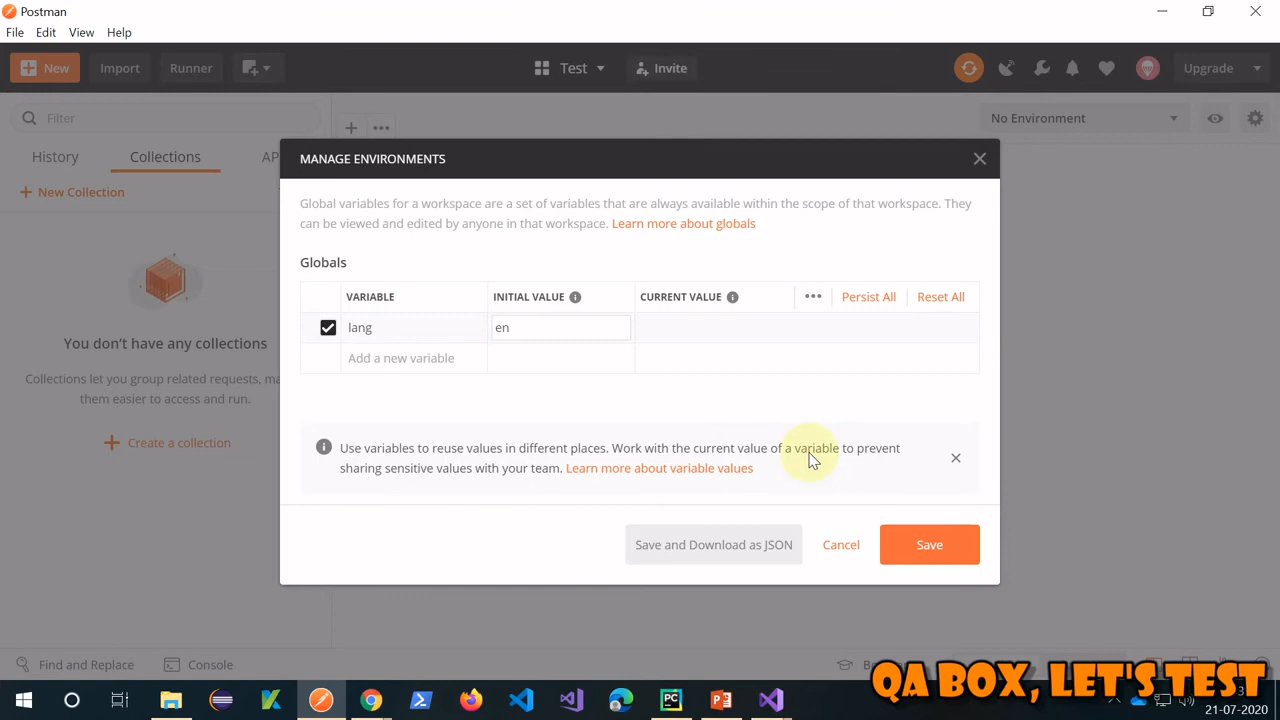 Postman
File Edit View Help
New Import Runner Test Invite Upgrade
Filter
No Environment
History Collections AP
New Collection
MANAGE ENVIRONMENTS
Global variables for a workspace are a set of variables that are always available within the scope of that workspace. They
can be viewed and edited by anyone in that workspace. Learn more about globals
Globals
VARIABLE INITIAL VALUE CURRENT VALUE Persist All Reset All
lang en
Add a new variable
You don't have any collections
Collections let you group related requests, ma
them easier to access and run.
Create a collection
Use variables to reuse values in different places. Work with the current value of a variable to prevent
sharing sensitive values with your team. Learn more about variable values
Save and Download as JSON Cancel Save
Find and Replace Console
QA BOX, LET'S TEST
21-07-2020